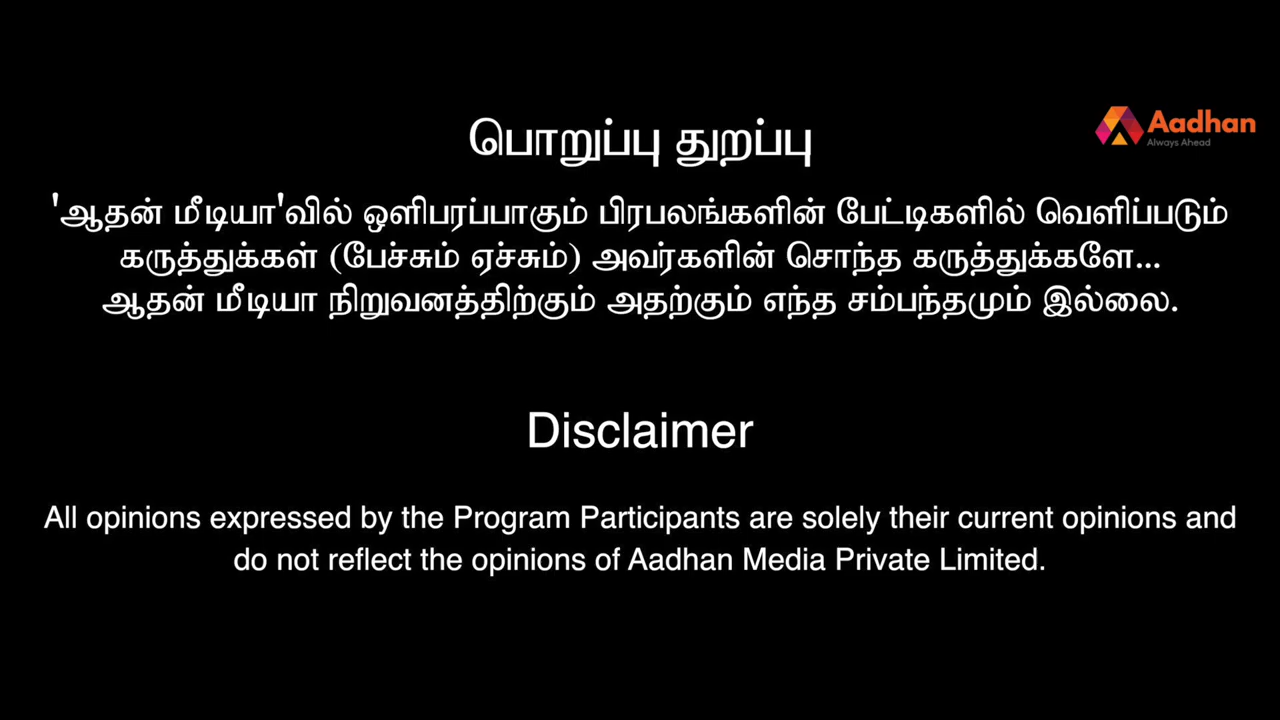 பொறுப்பு துறப்பு
Aadhan
Always Ahead
'ஆதன் மீடியா'வில் ஒளிபரப்பாகும் பிரபலங்களின் பேட்டிகளில் வெளிப்படும்
கருத்துக்கள் (பேச்சும் ஏச்சும்) அவர்களின் சொந்த கருத்துக்களே...
ஆதன் மீடியா நிறுவனத்திற்கும் அதற்கும் எந்த சம்பந்தமும் இல்லை.
Disclaimer
All opinions expressed by the Program Participants are solely their current opinions and
do not reflect the opinions of Aadhan Media Private Limited.